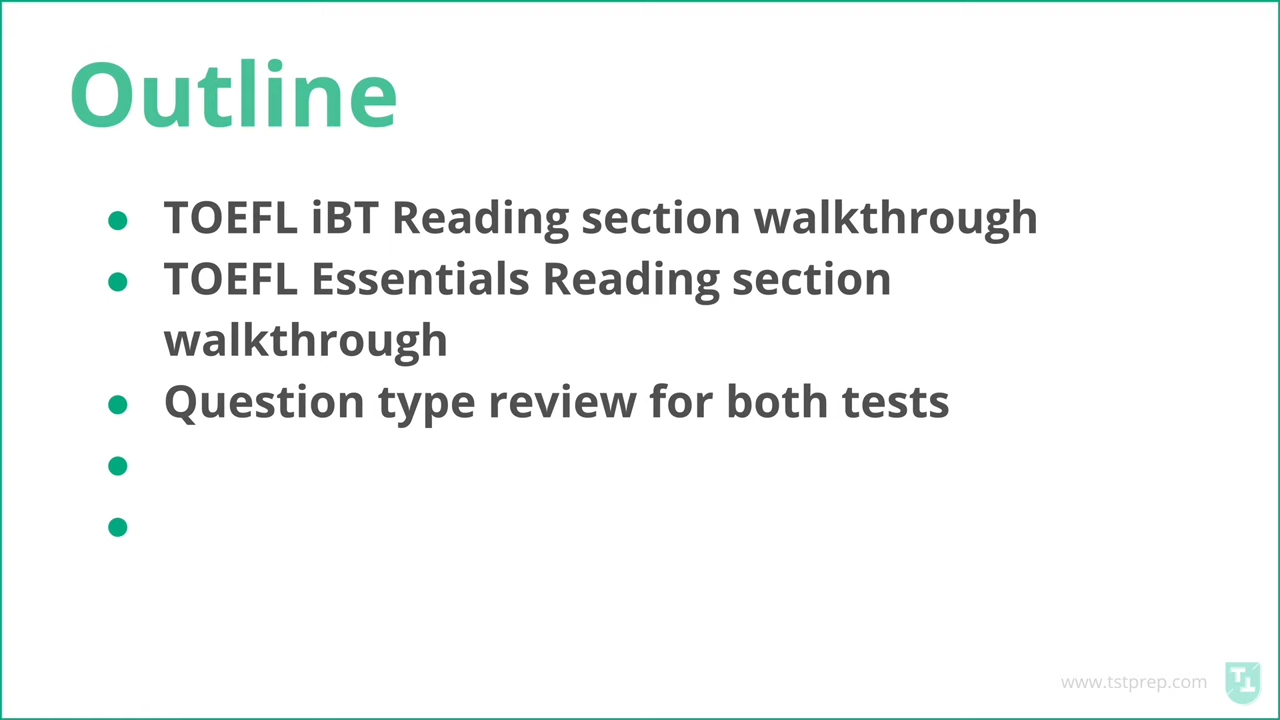 Outline
● TOEFL iBT Reading section walkthrough
● TOEFL Essentials Reading section
walkthrough
● Question type review for both tests
●
●
www.tstprep.com